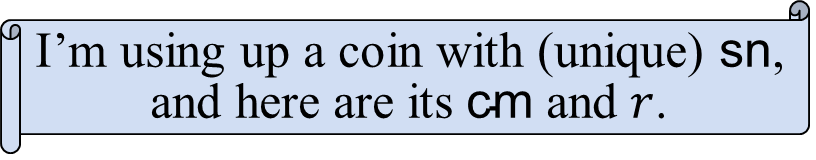 I'm using up a coin with (unique) sn,
and here are its cm and r.